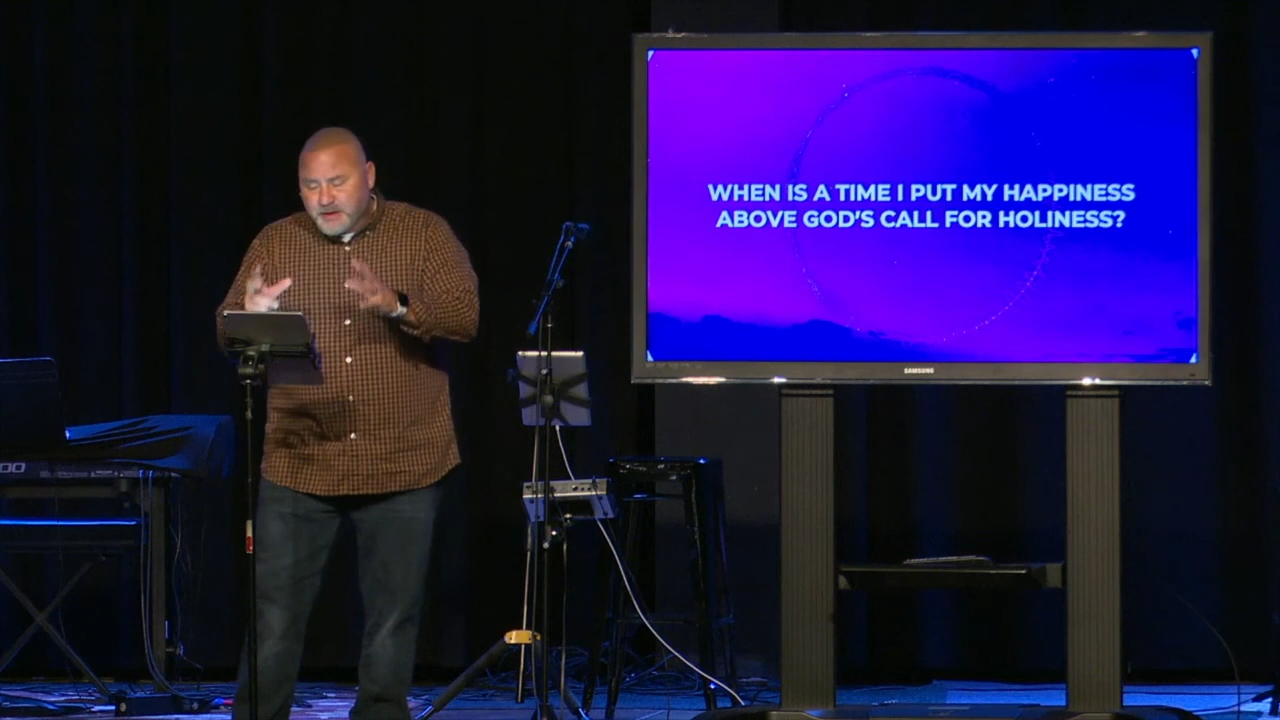 WHEN IS A TIME I PUT MY HAPPINESS
ABOVE GOD'S CALL FOR HOLINESS?
SAMSUNG